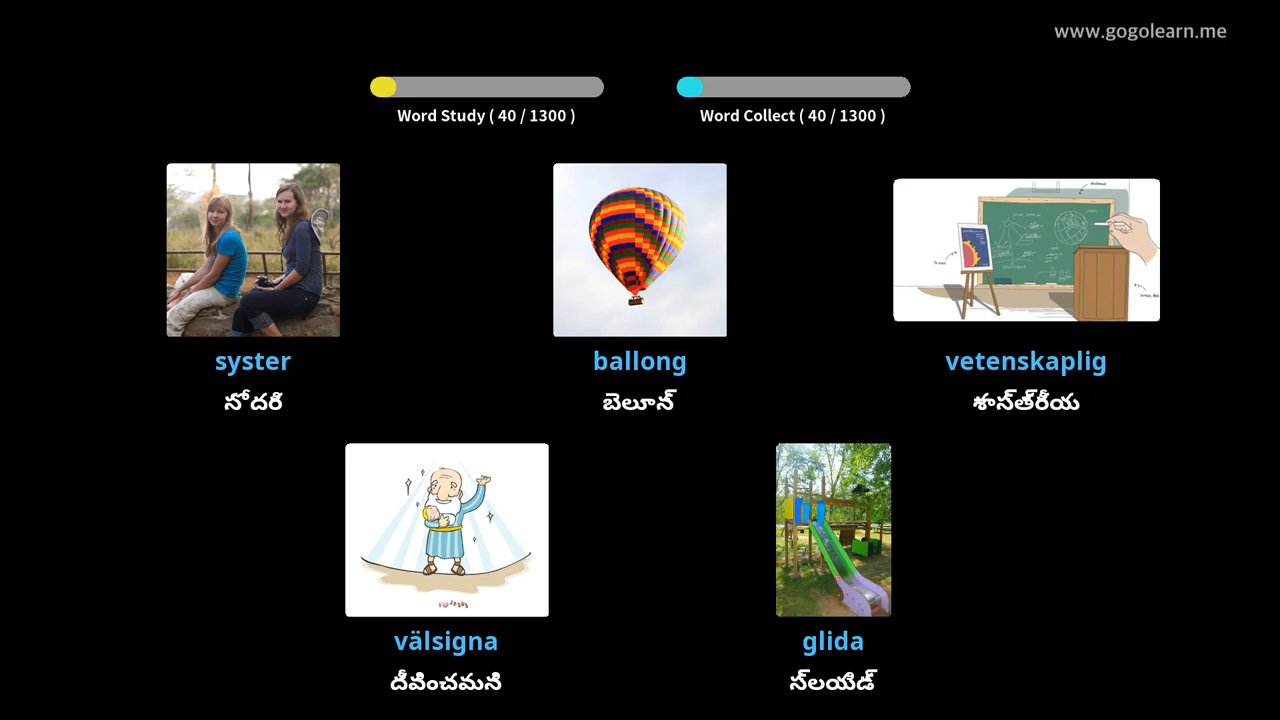 www.gogolearn.me
Word Study ( 40 / 1300 )
Word Collect ( 40 / 1300 )
syster
ballong
vetenskaplig
సోదరి
బెలూన్
శాస్త్రీయ
välsigna
glida
దీవించమని
స్లయిడ్